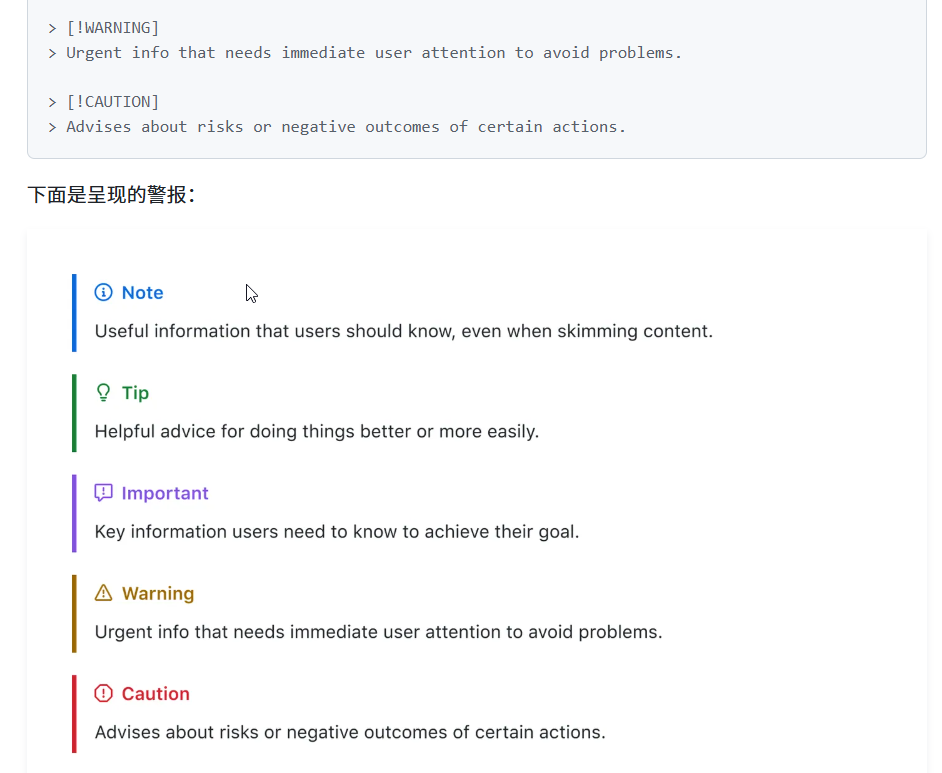 > [!WARNING]
> Urgent info that needs immediate user attention to avoid problems.
> [!CAUTION]
> Advises about risks or negative outcomes of certain actions.
下面是呈现的警报：
Note
Useful information that users should know, even when skimming content.
Tip
Helpful advice for doing things better or more easily.
Important
Key information users need to know to achieve their goal.
Warning
Urgent info that needs immediate user attention to avoid problems.
Caution
Advises about risks or negative outcomes of certain actions.